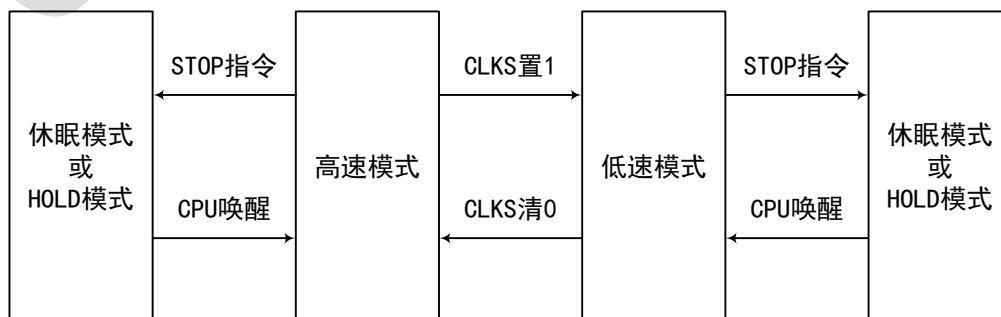 STOP指令
CLKS置1
STOP指令
休眠模式
或
HOLD模式
高速模式
低速模式
休眠模式
或
HOLD模式
CPU唤醒
CLKS清0
CPU唤醒